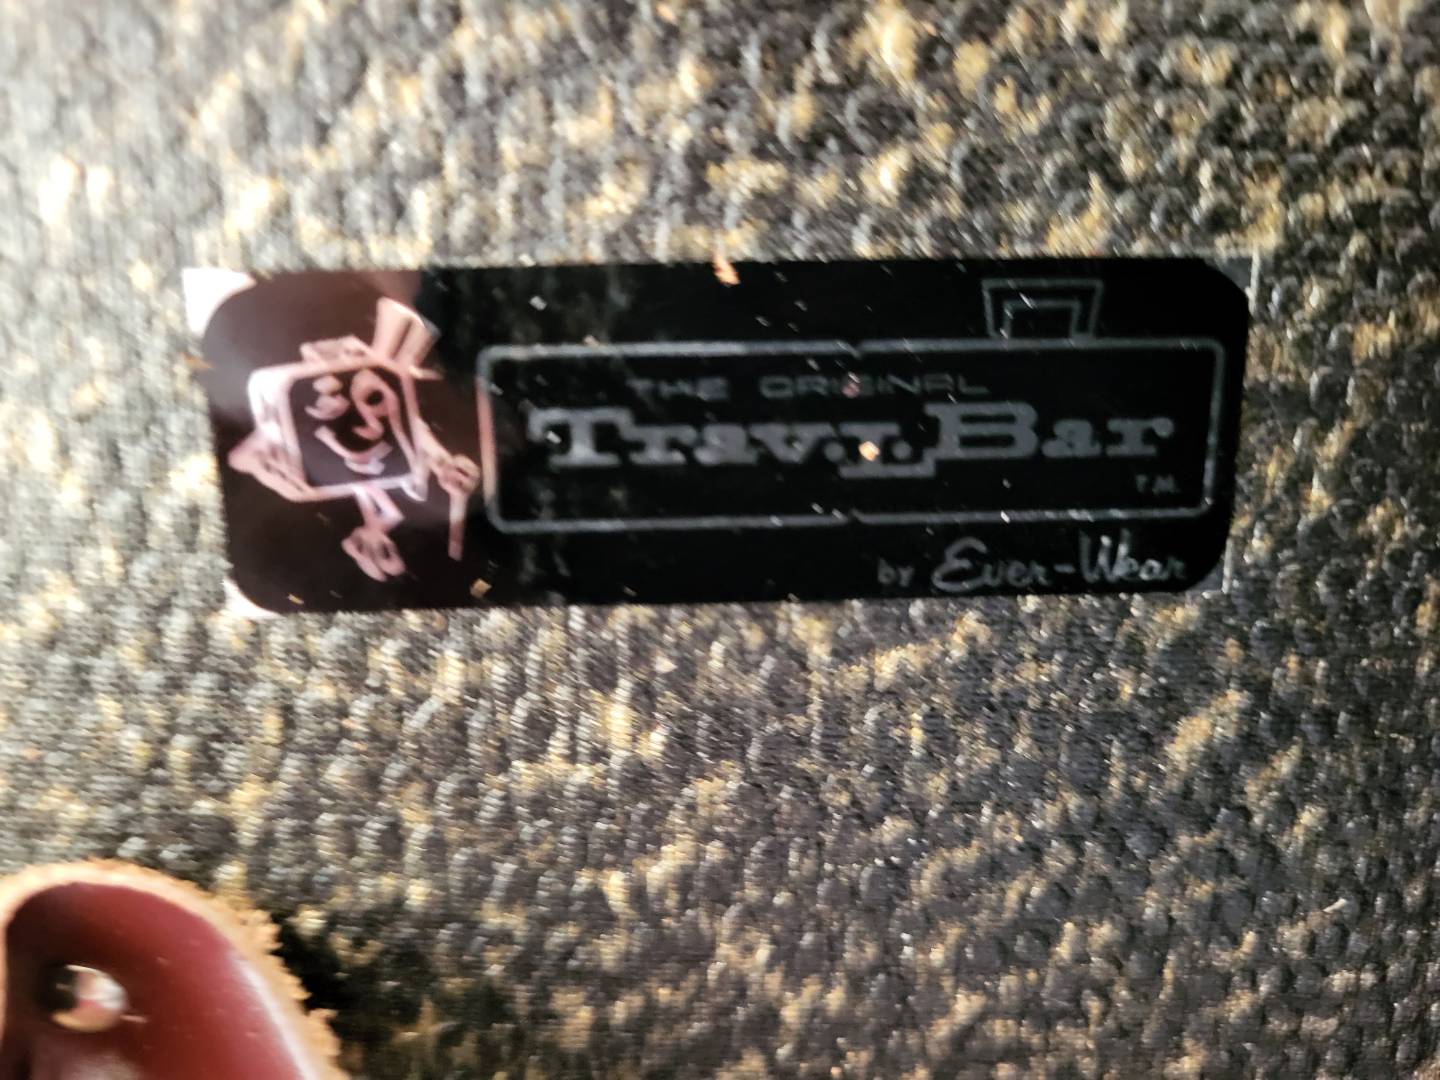 THE ORIGINAL
Trav.L.Bar
T.M.
by Ever-Wear